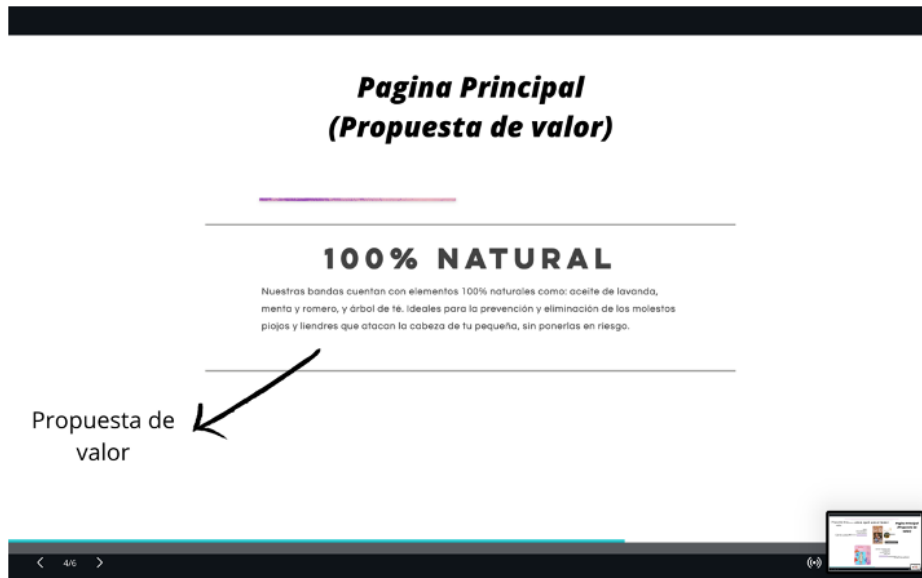 Pagina Principal
(Propuesta de valor)
100% NATURAL
Nuestras bandas cuentan con elementos 100% naturales como: aceite de lavanda,
menta y romero, y árbol de té. Ideales para la prevención y eliminación de los molestos
piojos y liendres que atacan la cabeza de tu pequeña, sin ponerlas en riesgo.
Propuesta de
valor
4/6